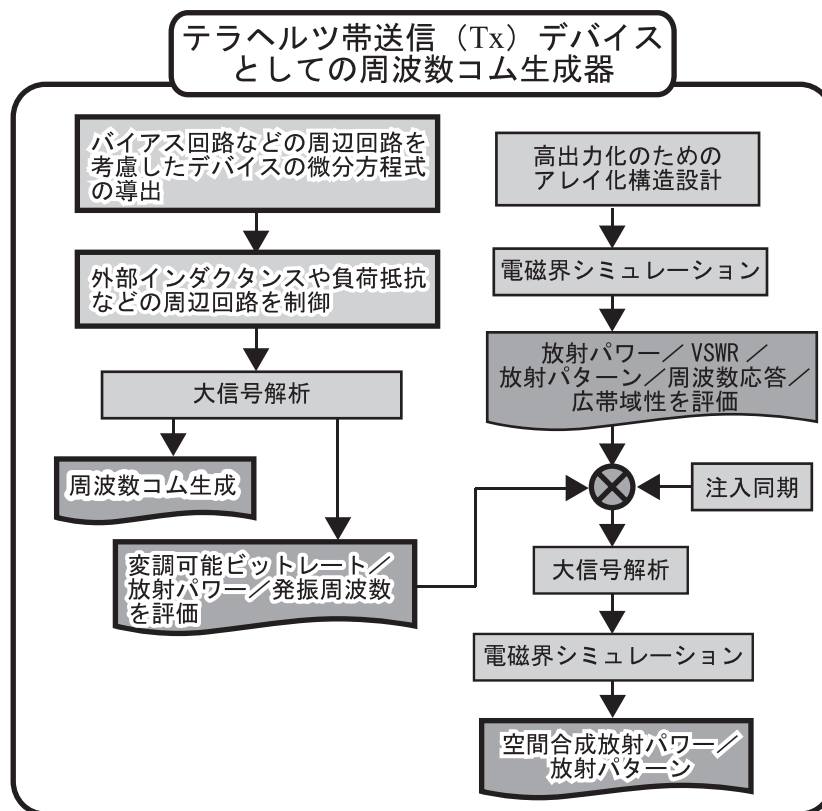 テラヘルツ帯送信（Tx）デバイス
としての周波数コム生成器
バイアス回路などの周辺回路を
考慮したデバイスの微分方程式
の導出
外部インダクタンスや負荷抵抗
などの周辺回路を制御
大信号解析
周波数コム生成
変調可能ビットレート／
放射パワー／発振周波数
を評価
高出力化のための
アレイ化構造設計
電磁界シミュレーション
放射パワー／VSWR／
放射パターン／周波数応答／
広帯域性を評価
注入同期
大信号解析
電磁界シミュレーション
空間合成放射パワー／
放射パターン